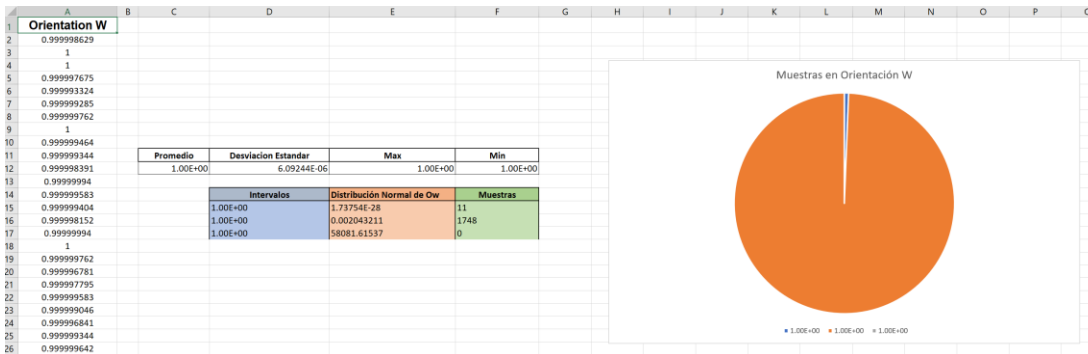 A B C D E F G H I J K L M N O P
1 Orientation W
2 0.999998629
3 1
4 1
5 0.999997675 Muestras en Orientación W
6 0.999993324
7 0.999999285
8 0.999999762
9 1
10 0.999999464
11 0.999999344 Promedio Desviacion Estandar Max Min
12 0.999998391 1.00E+00 6.09244E-06 1.00E+00 1.00E+00
13 0.99999994
14 0.999999583 Intervalos Distribución Normal de Ow Muestras
15 0.999999404 1.00E+00 1.73754E-28 11
16 0.999998152 1.00E+00 0.002043211 1748
17 0.99999994 1.00E+00 58081.61537 0
18 1
19 0.999999762
20 0.999996781
21 0.999997795
22 0.999999583
23 0.999999046
24 0.999996841
25 0.999999344 1.00E+00 1.00E+00 1.00E+00
26 0.999999642